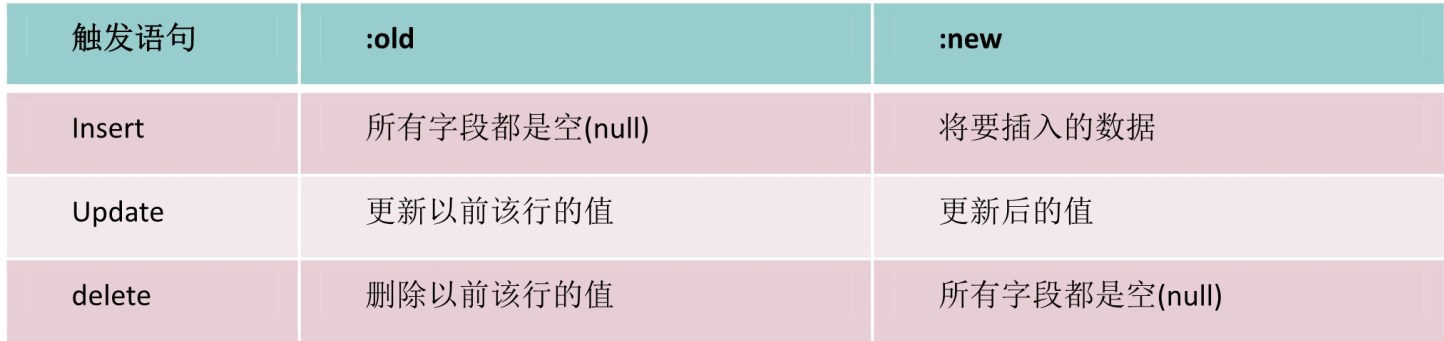 触发语句 :old :new
Insert 所有字段都是空(null) 将要插入的数据
Update 更新以前该行的值 更新后的值
delete 删除以前该行的值 所有字段都是空(null)